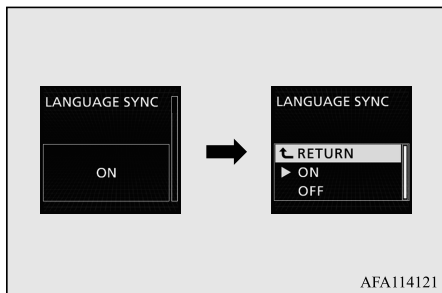 LANGUAGE SYNC
ON
LANGUAGE SYNC
RETURN
ON
OFF
AFA114121